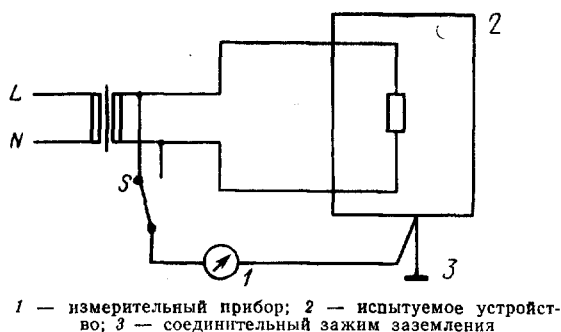 2
L
N
S
1
3
1 — измерительный прибор; 2 — испытуемое устройст-
во; 3 — соединительный зажим заземления